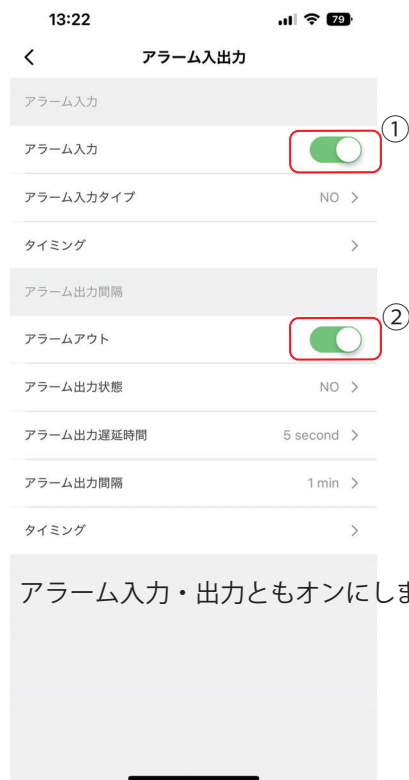 13:22 79
アラーム入出力
アラーム入力
アラーム入力 ①
アラーム入力タイプ NO
タイミング
アラーム出力間隔
アラームアウト ②
アラーム出力状態 NO
アラーム出力遅延時間 5 second
アラーム出力間隔 1 min
タイミング
アラーム入力・出力ともオンにしま